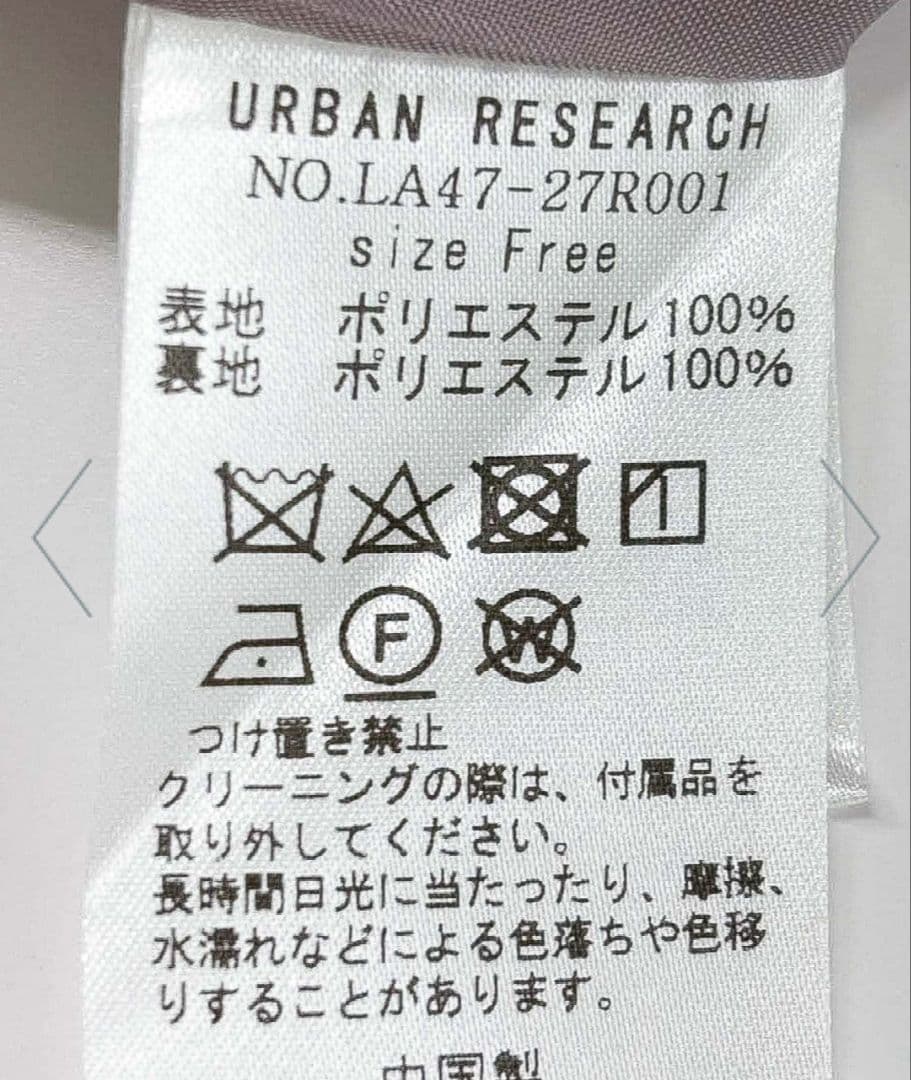 URBAN RESEARCH
NO.LA47-27R001
size Free
表地 ポリエステル100%
裏地 ポリエステル100%
F
W
つけ置き禁止
クリーニングの際は、付属品を
取り外してください。
長時間日光に当たったり、摩擦、
水濡れなどによる色落ちや色移
りすることがあります。
中国製